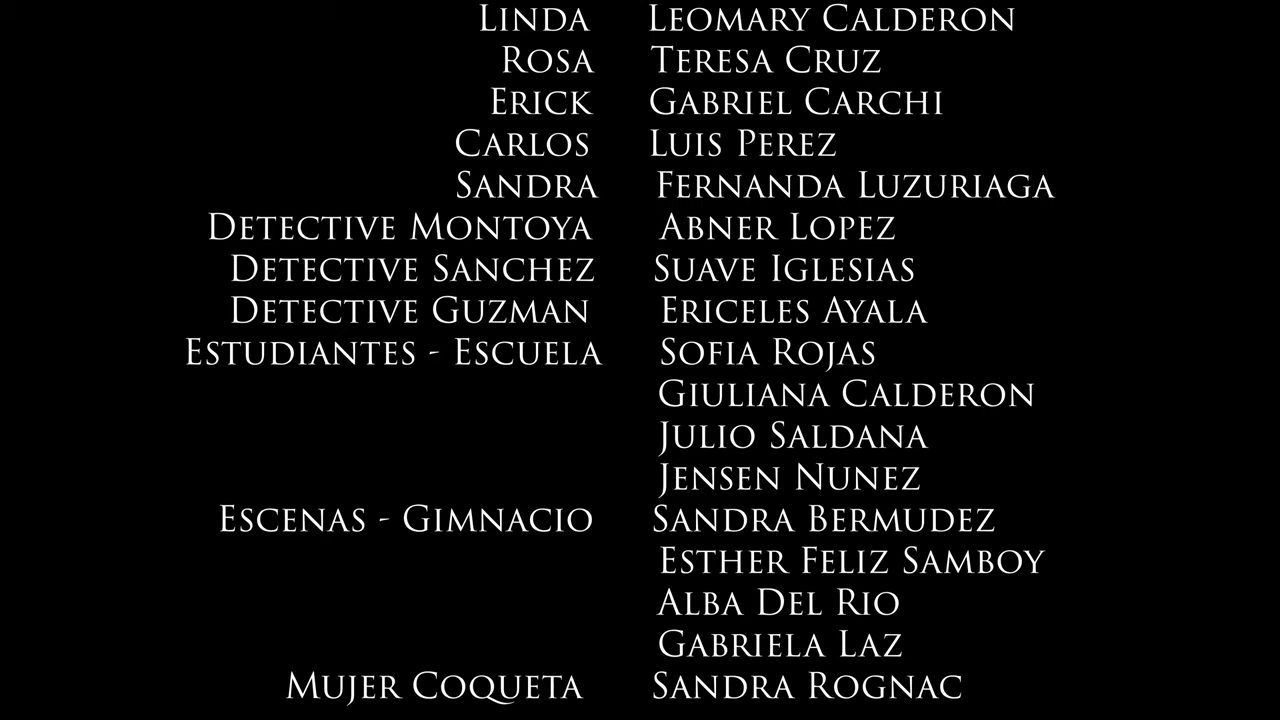 Linda Leomary Calderon
Rosa Teresa Cruz
Erick Gabriel Carchi
Carlos Luis Perez
Sandra Fernanda Luzuriaga
Detective Montoya Abner Lopez
Detective Sanchez Suave Iglesias
Detective Guzman Ericeles Ayala
Estudiantes - Escuela Sofia Rojas
Giuliana Calderon
Julio Saldana
Jensen Nunez
Escenas - Gimnacio Sandra Bermudez
Esther Feliz Samboy
Alba Del Rio
Gabriela Laz
Mujer Coqueta Sandra Rognac